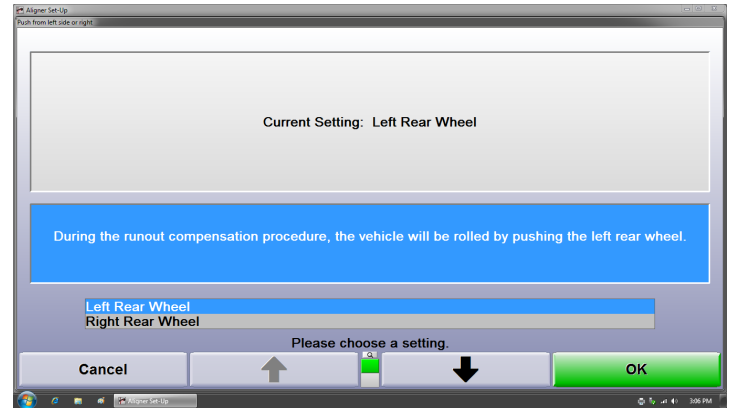 Aligner Set-Up
Push from left side or right
Current Setting:  Left Rear Wheel
During the runout compensation procedure, the vehicle will be rolled by pushing the left rear wheel.
Left Rear Wheel
Right Rear Wheel
Please choose a setting.
Cancel
OK
Aligner Set-Up
3:06 PM